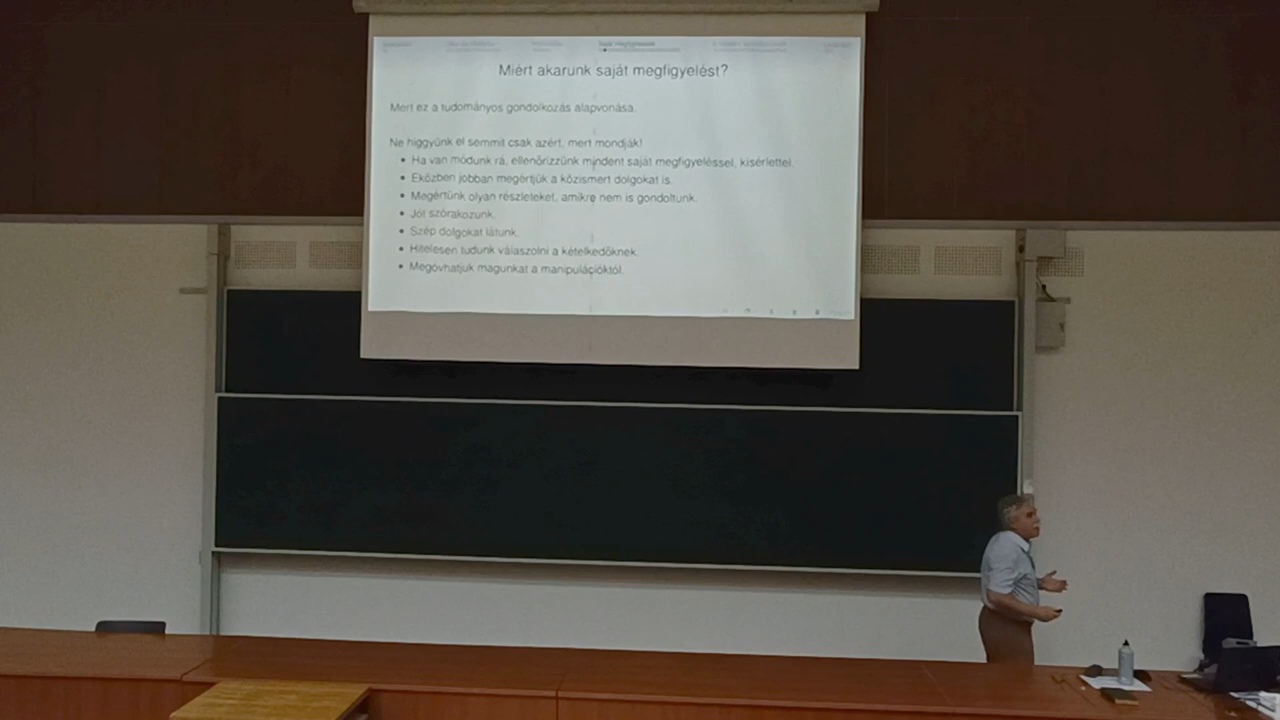 Miért akarunk saját megfigyelést?
Mert ez a tudományos gondolkozás alapvonása.
Ne higgyünk el semmit csak azért, mert mondják!
• Ha van módunk rá, ellenőrizzünk mindent saját megfigyeléssel, kísérlettel.
• Eközben jobban megértjük a közismert dolgokat is.
• Megértünk olyan részleteket, amikre nem is gondoltunk.
• Jót szórakozunk.
• Szép dolgokat látunk.
• Hitelesen tudunk válaszolni a kételkedőknek.
• Megóvhatjuk magunkat a manipulációktól.